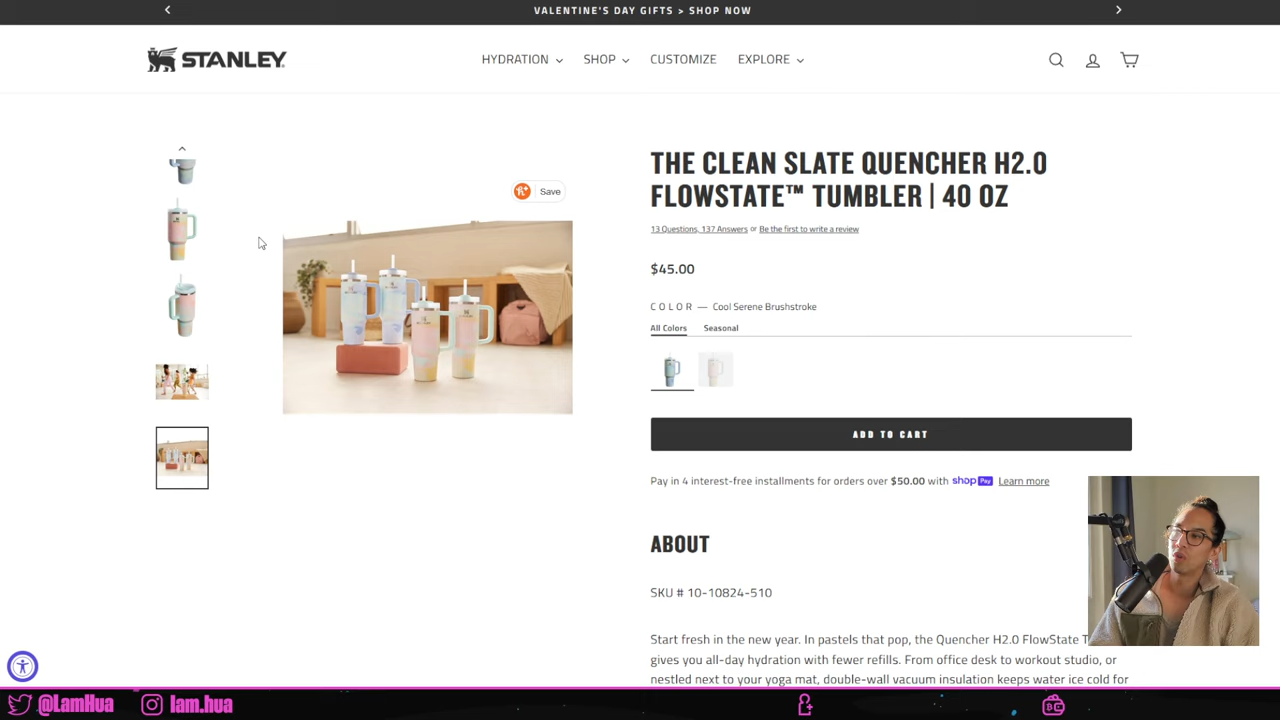 VALENTINE'S DAY GIFTS > SHOP NOW
STANLEY
HYDRATION
SHOP
CUSTOMIZE
EXPLORE
Save
THE CLEAN SLATE QUENCHER H2.0
FLOWSTATE™ TUMBLER | 40 OZ
13 Questions, 137 Answers or Be the first to write a review
$45.00
COLOR — Cool Serene Brushstroke
All Colors Seasonal
ADD TO CART
Pay in 4 interest-free installments for orders over $50.00 with shop Pay Learn more
ABOUT
SKU # 10-10824-510
Start fresh in the new year. In pastels that pop, the Quencher H2.0 FlowState T
gives you all-day hydration with fewer refills. From office desk to workout studio, or
nestled next to your yoga mat, double-wall vacuum insulation keeps water ice cold for
@LamHua
lam.hua